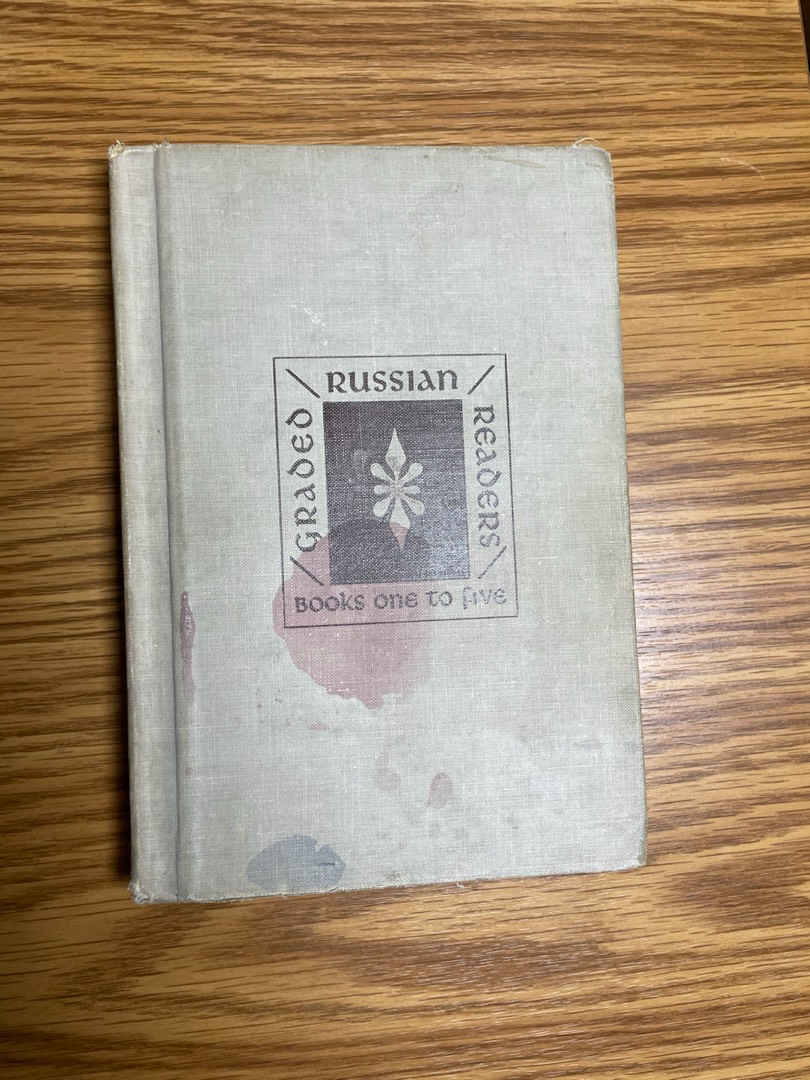 GRADED
RUSSIAN
READERS
BOOKS ONE TO FIVE